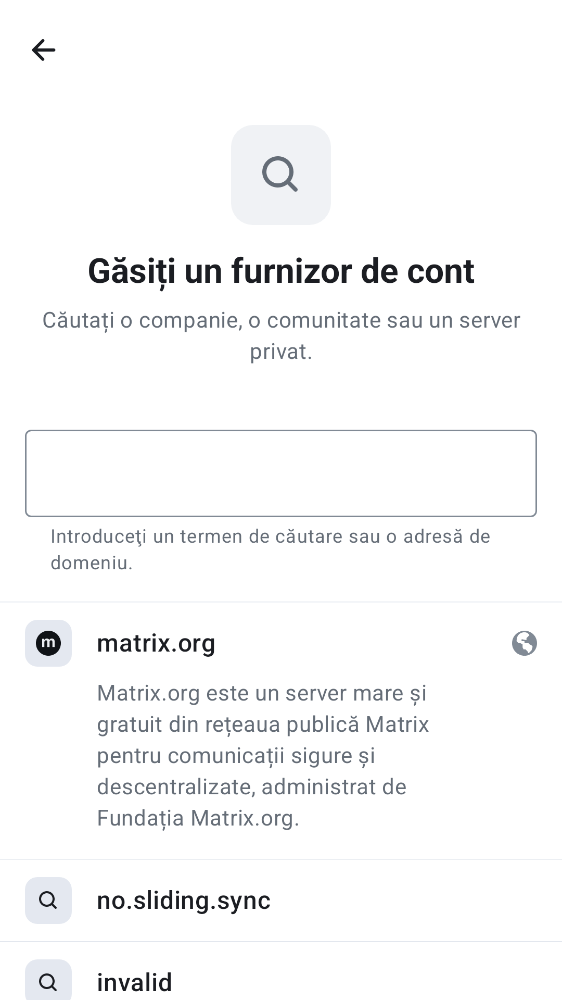 Găsiți un furnizor de cont
Căutați o companie, o comunitate sau un server
privat.
Introduceţi un termen de căutare sau o adresă de
domeniu.
m
matrix.org
Matrix.org este un server mare și
gratuit din rețeaua publică Matrix
pentru comunicații sigure și
descentralizate, administrat de
Fundația Matrix.org.
no.sliding.sync
invalid